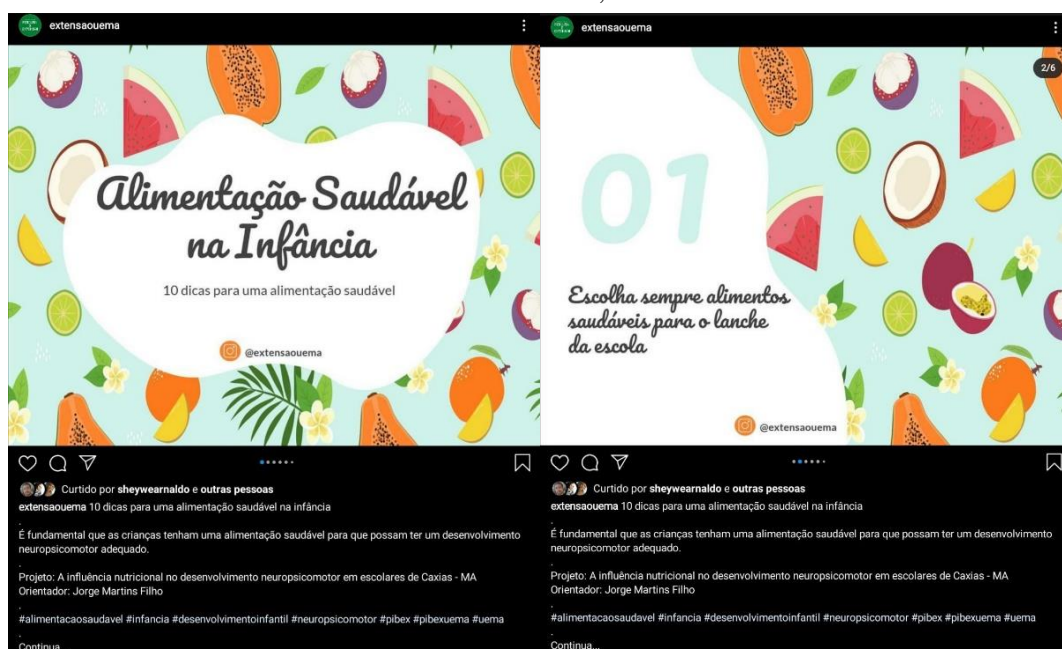 extensaouema
Alimentação Saudável
na Infância
10 dicas para uma alimentação saudável
@extensaouema
Curtido por sheywearnaldo e outras pessoas
extensaouema 10 dicas para uma alimentação saudável na infância
.
É fundamental que as crianças tenham uma alimentação saudável para que possam ter um desenvolvimento
neuropsicomotor adequado.
.
Projeto: A influência nutricional no desenvolvimento neuropsicomotor em escolares de Caxias - MA
Orientador: Jorge Martins Filho
.
#alimentacaosaudavel #infancia #desenvolvimentoinfantil #neuropsicomotor #pibex #pibexuema #uema
.
Continua
extensaouema
2/6
01
Escolha sempre alimentos
saudáveis para o lanche
da escola
@extensaouema
Curtido por sheywearnaldo e outras pessoas
extensaouema 10 dicas para uma alimentação saudável na infância
.
É fundamental que as crianças tenham uma alimentação saudável para que possam ter um desenvolvimento
neuropsicomotor adequado.
.
Projeto: A influência nutricional no desenvolvimento neuropsicomotor em escolares de Caxias - MA
Orientador: Jorge Martins Filho
.
#alimentacaosaudavel #infancia #desenvolvimentoinfantil #neuropsicomotor #pibex #pibexuema #uema
.
Continua...